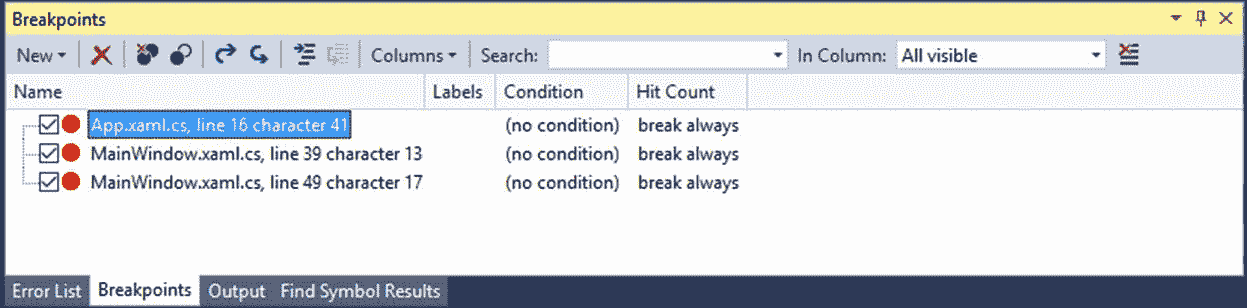 Breakpoints
New Columns Search: In Column: All visible
Name Labels Condition Hit Count
App.xaml.cs, line 16 character 41 (no condition) break always
MainWindow.xaml.cs, line 39 character 13 (no condition) break always
MainWindow.xaml.cs, line 49 character 17 (no condition) break always
Error List Breakpoints Output Find Symbol Results